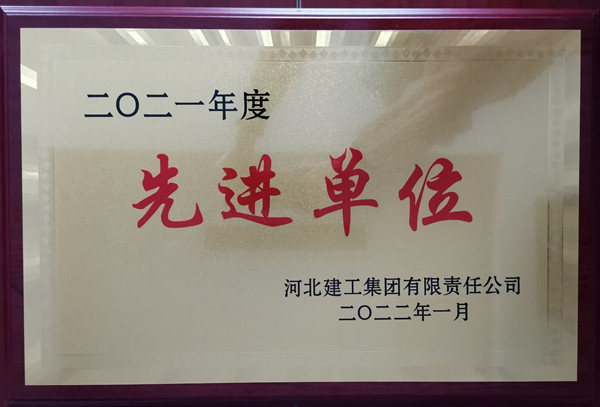 二〇二一年度
先进单位
河北建工集团有限责任公司
二〇二二年一月